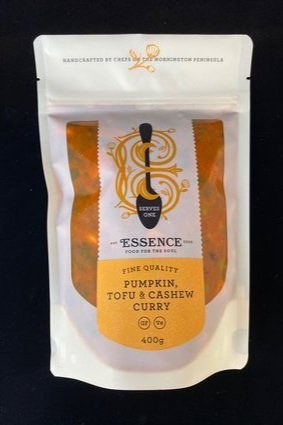 HANDCRAFTED BY CHEFS ON THE MORNINGTON PENINSULA
SERVES
ONE
ESSENCE
FOOD FOR THE SOUL
FINE QUALITY
PUMPKIN,
TOFU & CASHEW
CURRY
GF Ve
400g